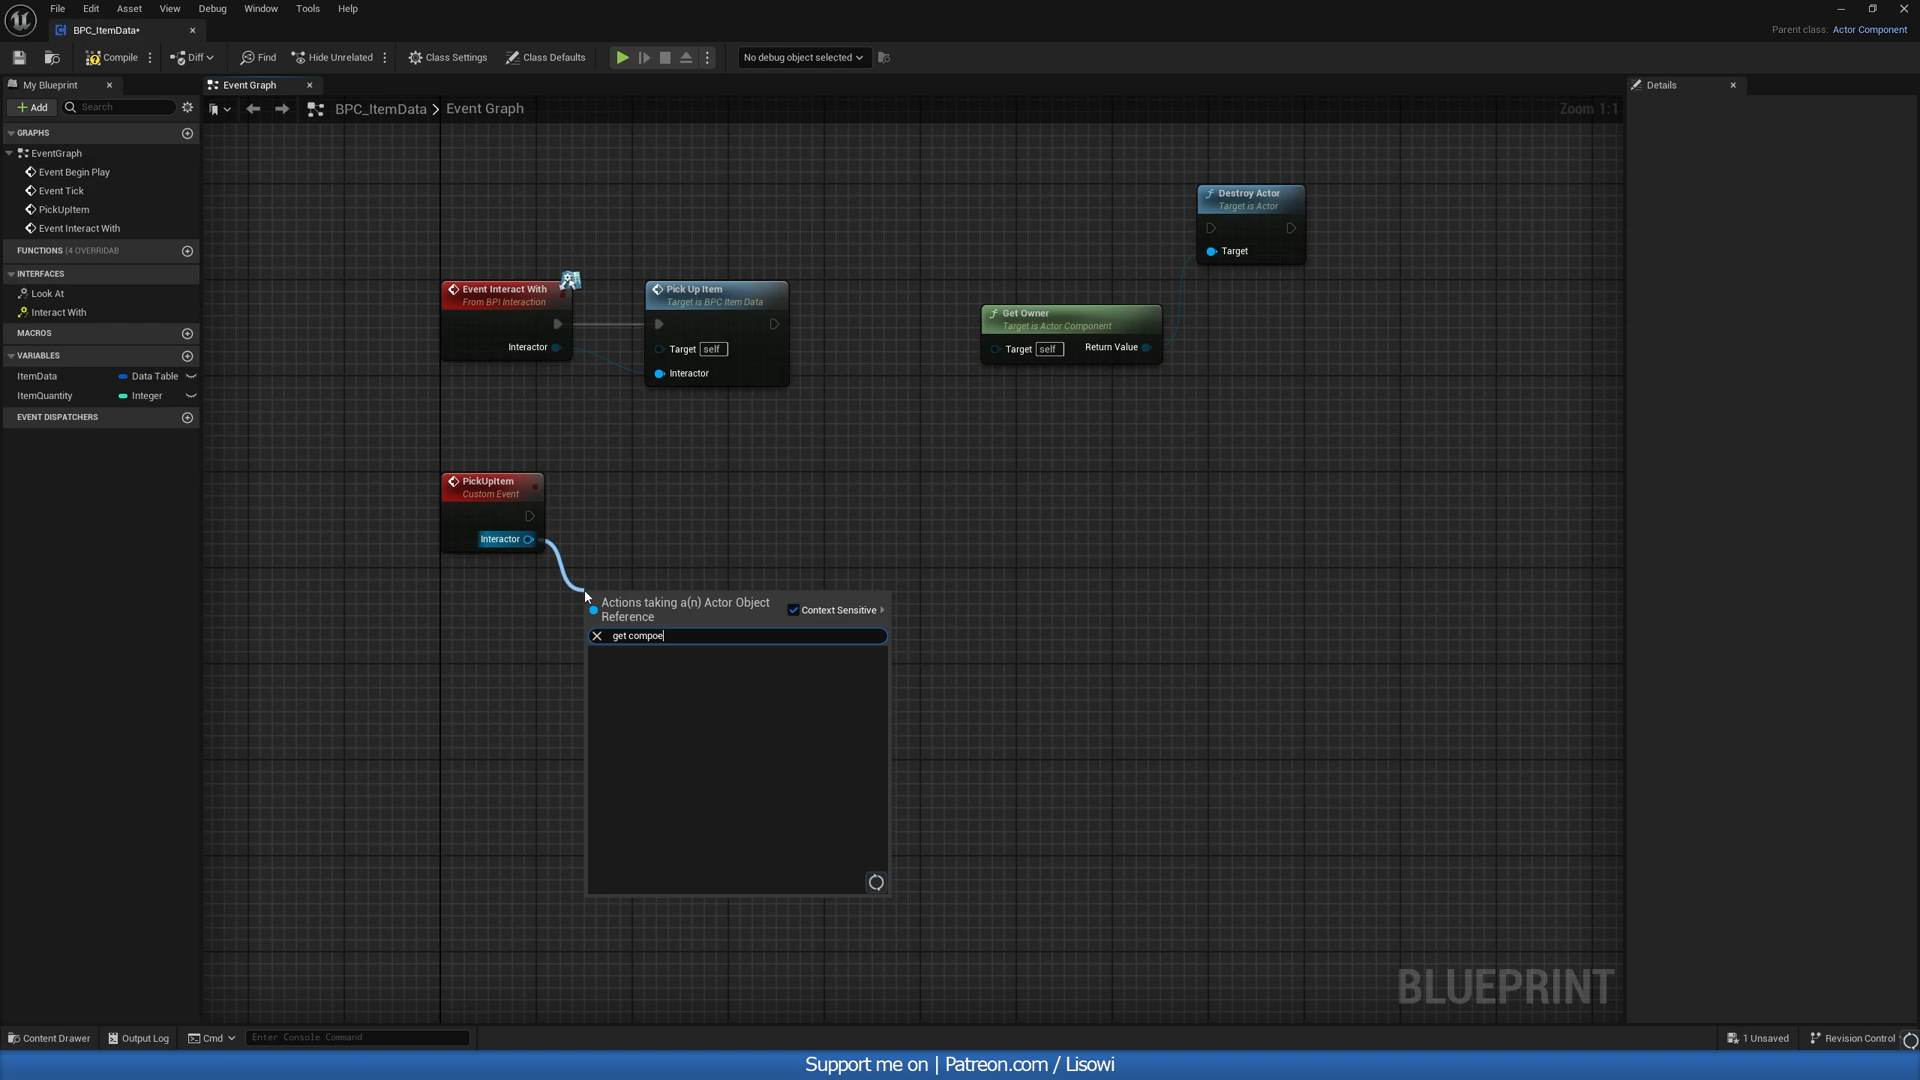 File Edit Asset View Debug Window Tools Help
BPC_ItemData*
Parent class: Actor Component
Compile Diff Find Hide Unrelated Class Settings Class Defaults No debug object selected
My Blueprint
Event Graph
Details
Add Search
BPC_ItemData > Event Graph
Zoom 1:1
GRAPHS
EventGraph
Event Begin Play
Event Tick
PickUpItem
Event Interact With
FUNCTIONS (4 OVERRIDAB
INTERFACES
Look At
Interact With
MACROS
VARIABLES
ItemData Data Table
ItemQuantity Integer
EVENT DISPATCHERS
Destroy Actor
Target is Actor
Target
Event Interact With
From BPI Interaction
Interactor
Pick Up Item
Target is BPC Item Data
Target self
Interactor
Get Owner
Target is Actor Component
Target self Return Value
PickUpItem
Custom Event
Interactor
Actions taking a(n) Actor Object
Reference
Context Sensitive
get compoe
BLUEPRINT
Content Drawer Output Log Cmd Enter Console Command 1 Unsaved Revision Control
Support me on | Patreon.com / Lisowi